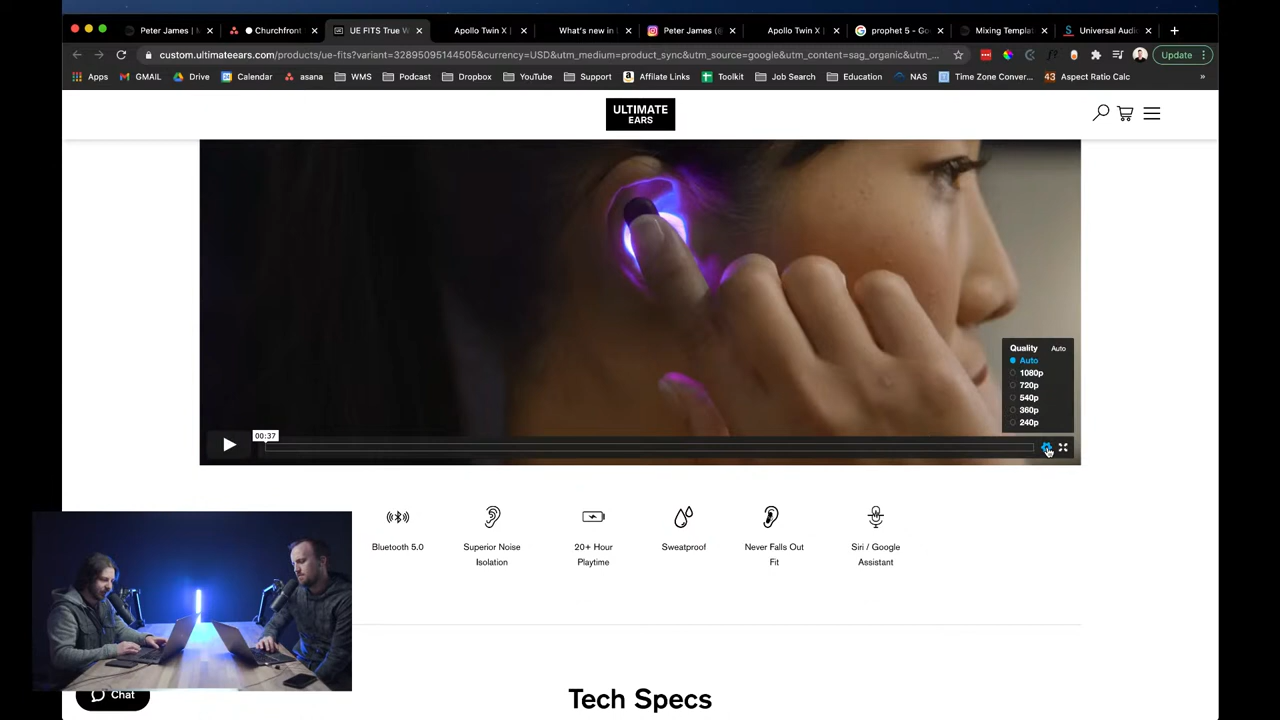 Peter James | M
Churchfront
UE FITS True W
Apollo Twin X |
What's new in L
Peter James (@
Apollo Twin X |
prophet 5 - Go
Mixing Templat
Universal Audi
custom.ultimateears.com/products/ue-fits?variant=32895095144505&currency=USD&utm_medium=product_sync&utm_source=google&utm_content=sag_organic&utm_...
Update
Apps
GMAIL
Drive
Calendar
asana
WMS
Podcast
Dropbox
YouTube
Support
Affiliate Links
Toolkit
Job Search
Education
NAS
Time Zone Conver...
43 Aspect Ratio Calc
»
ULTIMATE
EARS
Quality Auto
Auto
1080p
720p
540p
360p
240p
00:37
Bluetooth 5.0
Superior Noise
Isolation
20+ Hour
Playtime
Sweatproof
Never Falls Out
Fit
Siri / Google
Assistant
Tech Specs
Chat